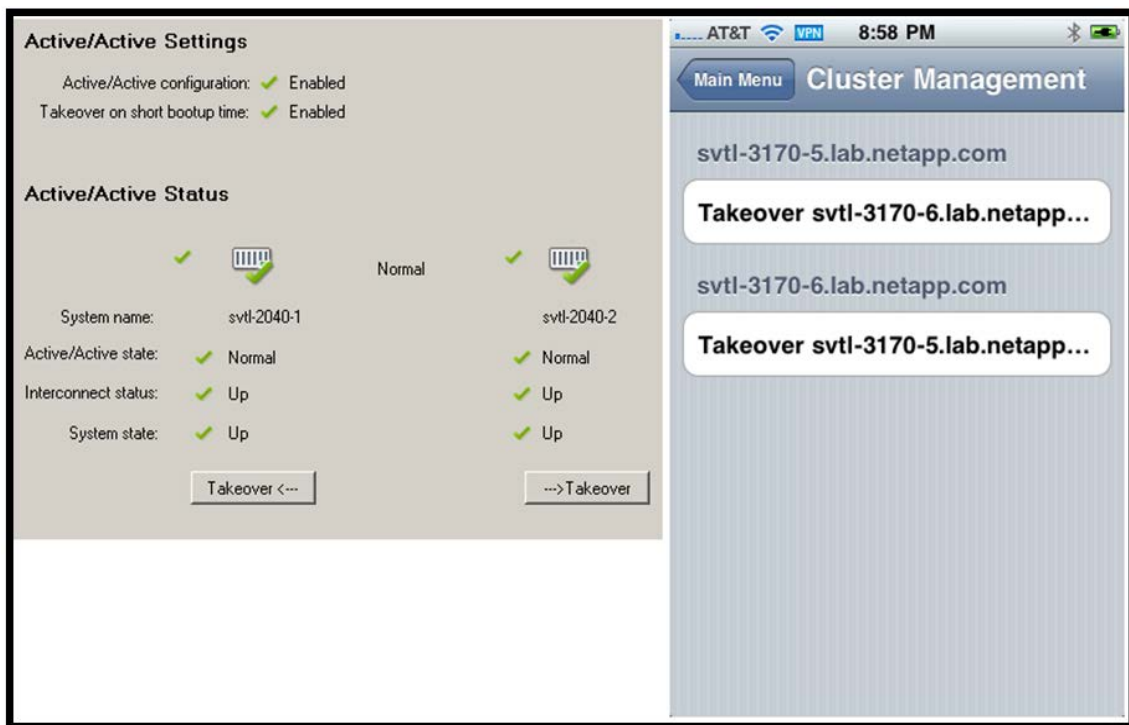 Active/Active Settings
Active/Active configuration: Enabled
Takeover on short bootup time: Enabled
Active/Active Status
Normal
System name: svtl-2040-1 svtl-2040-2
Active/Active state: Normal Normal
Interconnect status: Up Up
System state: Up Up
Takeover <--- --->Takeover
AT&T VPN 8:58 PM
Main Menu Cluster Management
svtl-3170-5.lab.netapp.com
Takeover svtl-3170-6.lab.netapp...
svtl-3170-6.lab.netapp.com
Takeover svtl-3170-5.lab.netapp...